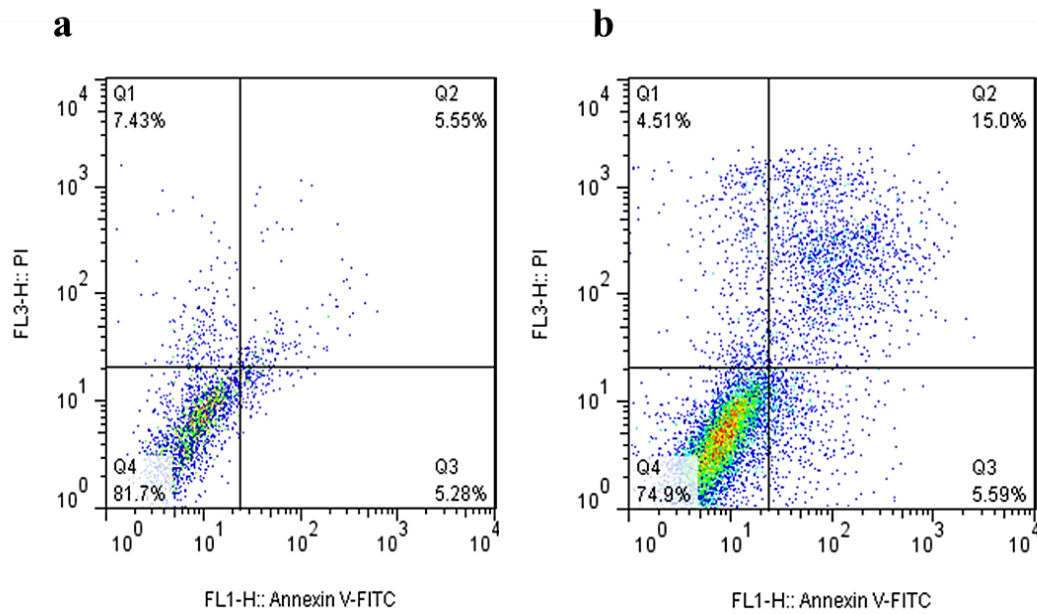 a
b
Q1
7.43%
Q2
5.55%
Q4
81.7%
Q3
5.28%
10^4
10^3
10^2
10^1
10^0
FL3-H:: PI
10^0 10^1 10^2 10^3 10^4
FL1-H:: Annexin V-FITC
Q1
4.51%
Q2
15.0%
Q4
74.9%
Q3
5.59%
10^4
10^3
10^2
10^1
10^0
FL3-H:: PI
10^0 10^1 10^2 10^3 10^4
FL1-H:: Annexin V-FITC